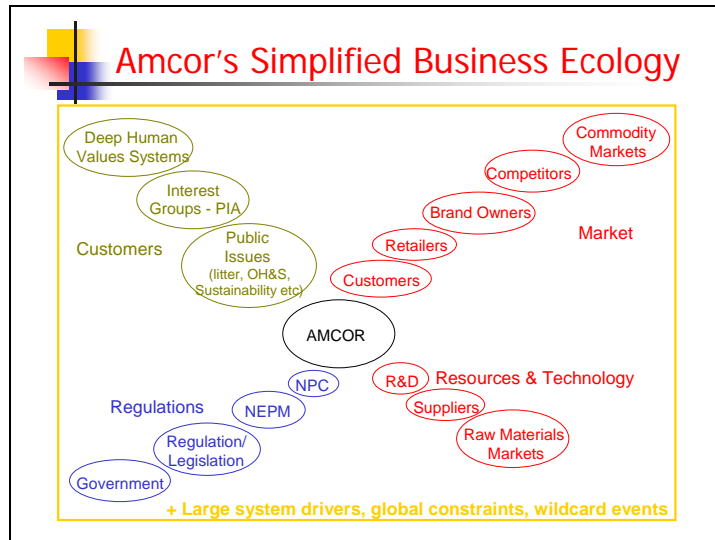 Amcor's Simplified Business Ecology
Deep Human
Values Systems
Interest
Groups - PIA
Customers
Public
Issues
(litter, OH&S,
Sustainability etc)
Commodity
Markets
Competitors
Brand Owners
Market
Retailers
Customers
AMCOR
NPC
Regulations
NEPM
Regulation/
Legislation
Government
R&D
Resources & Technology
Suppliers
Raw Materials
Markets
+ Large system drivers, global constraints, wildcard events